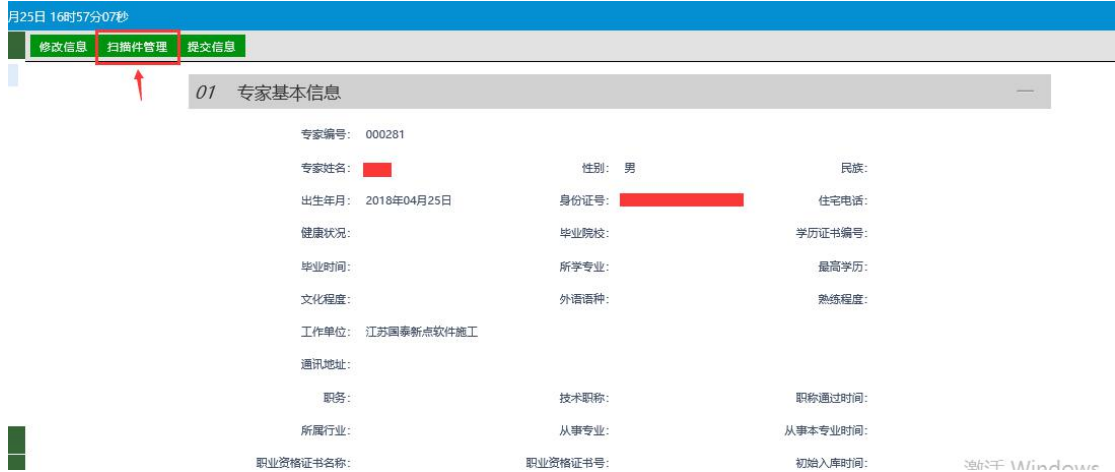 月25日 16时57分07秒
修改信息 扫描件管理 提交信息
01 专家基本信息
专家编号： 000281
专家姓名： 性别： 男 民族：
出生年月： 2018年04月25日 身份证号： 住宅电话：
健康状况： 毕业院校： 学历证书编号：
毕业时间： 所学专业： 最高学历：
文化程度： 外语语种： 熟练程度：
工作单位： 江苏国泰新点软件施工
通讯地址：
职务： 技术职称： 职称通过时间：
所属行业： 从事专业： 从事本专业时间：
职业资格证书名称： 职业资格证书号： 初始入库时间：
激活 Windows